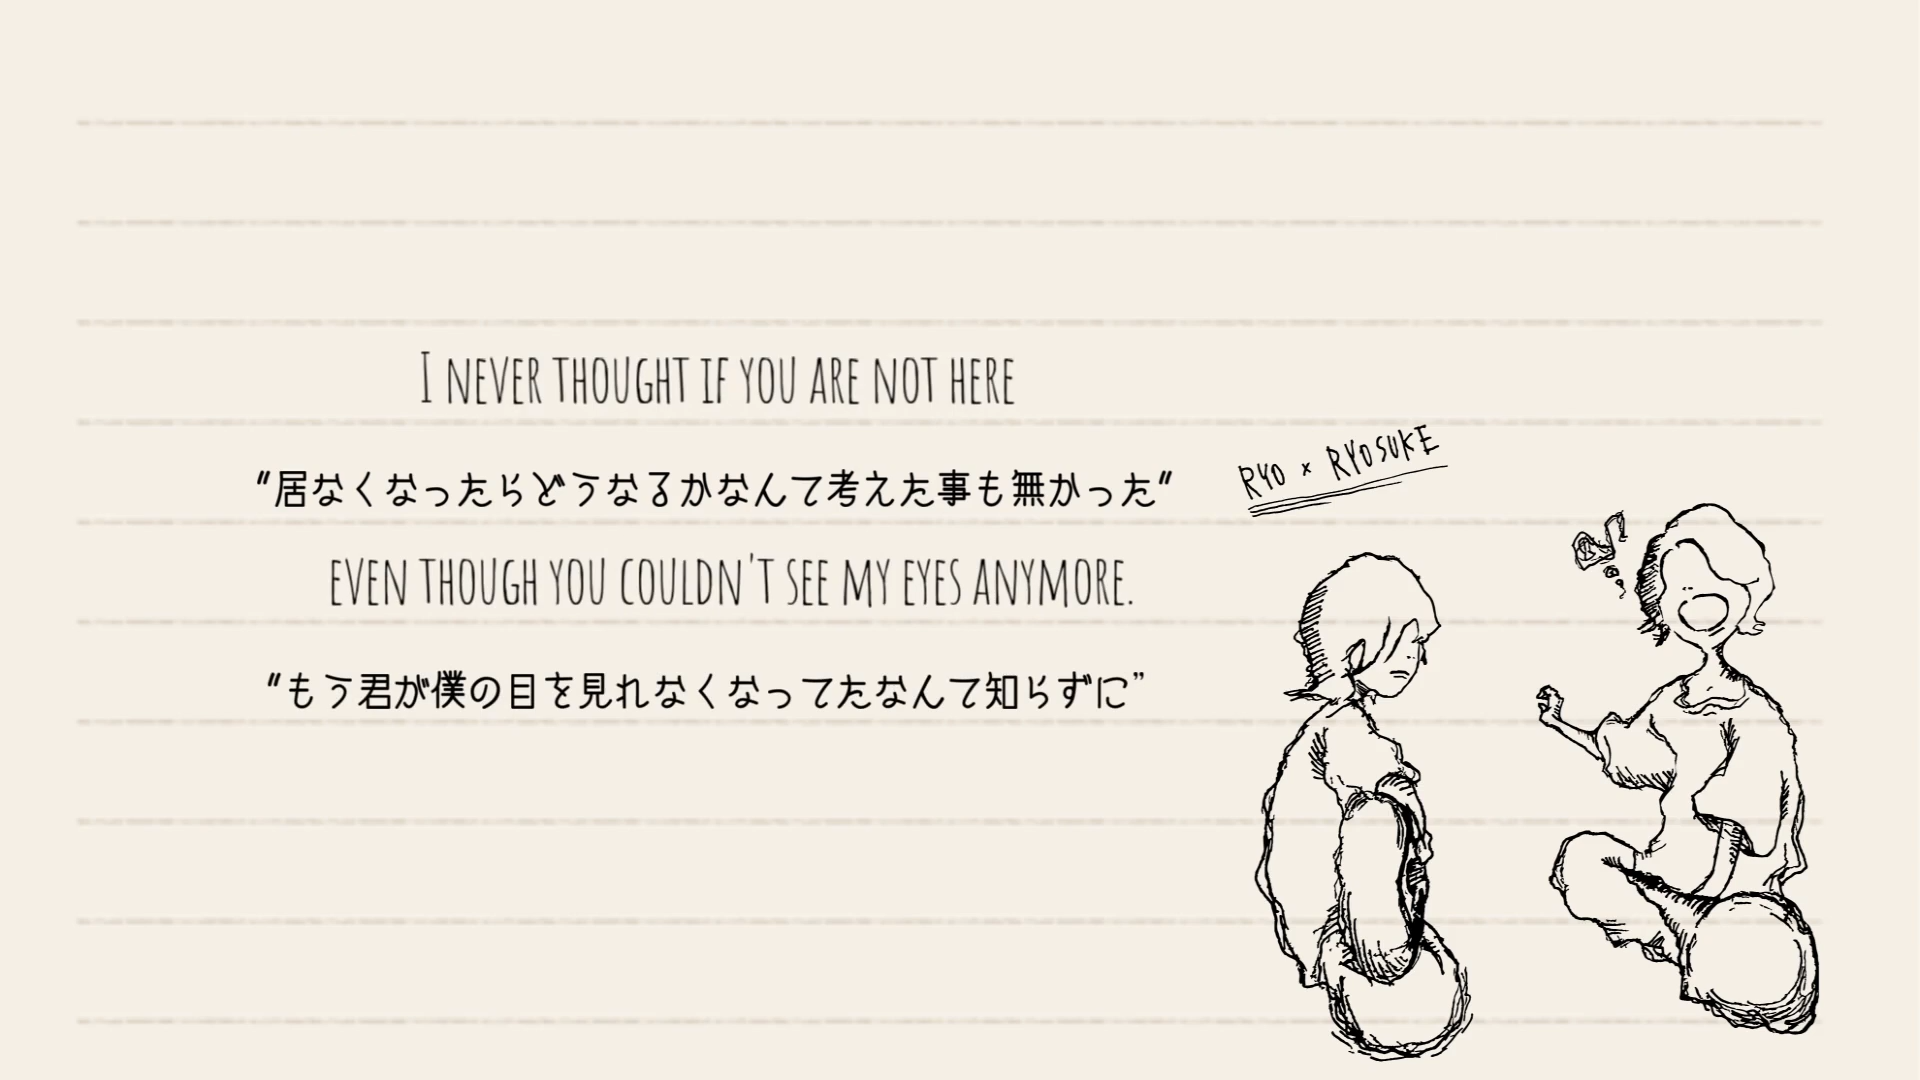 I NEVER THOUGHT IF YOU ARE NOT HERE
"居なくなったらどうなるかなんて考えた事も無かった"
RYO × RYOSUKE
EVEN THOUGH YOU COULDN'T SEE MY EYES ANYMORE.
"もう君が僕の目を見れなくなってたなんて知らずに”